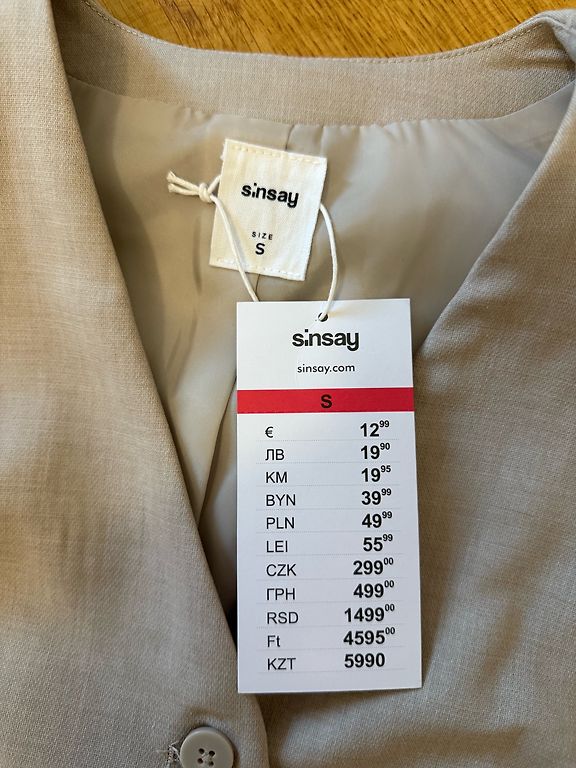 sinsay
SIZE
S
sinsay
sinsay.com
S
€ 12⁹⁹
ЛВ 19⁹⁰
KM 19⁹⁵
BYN 39⁹⁹
PLN 49⁹⁹
LEI 55⁹⁹
CZK 299⁰⁰
ГРН 499⁰⁰
RSD 1499⁰⁰
Ft 4595⁰⁰
KZT 5990